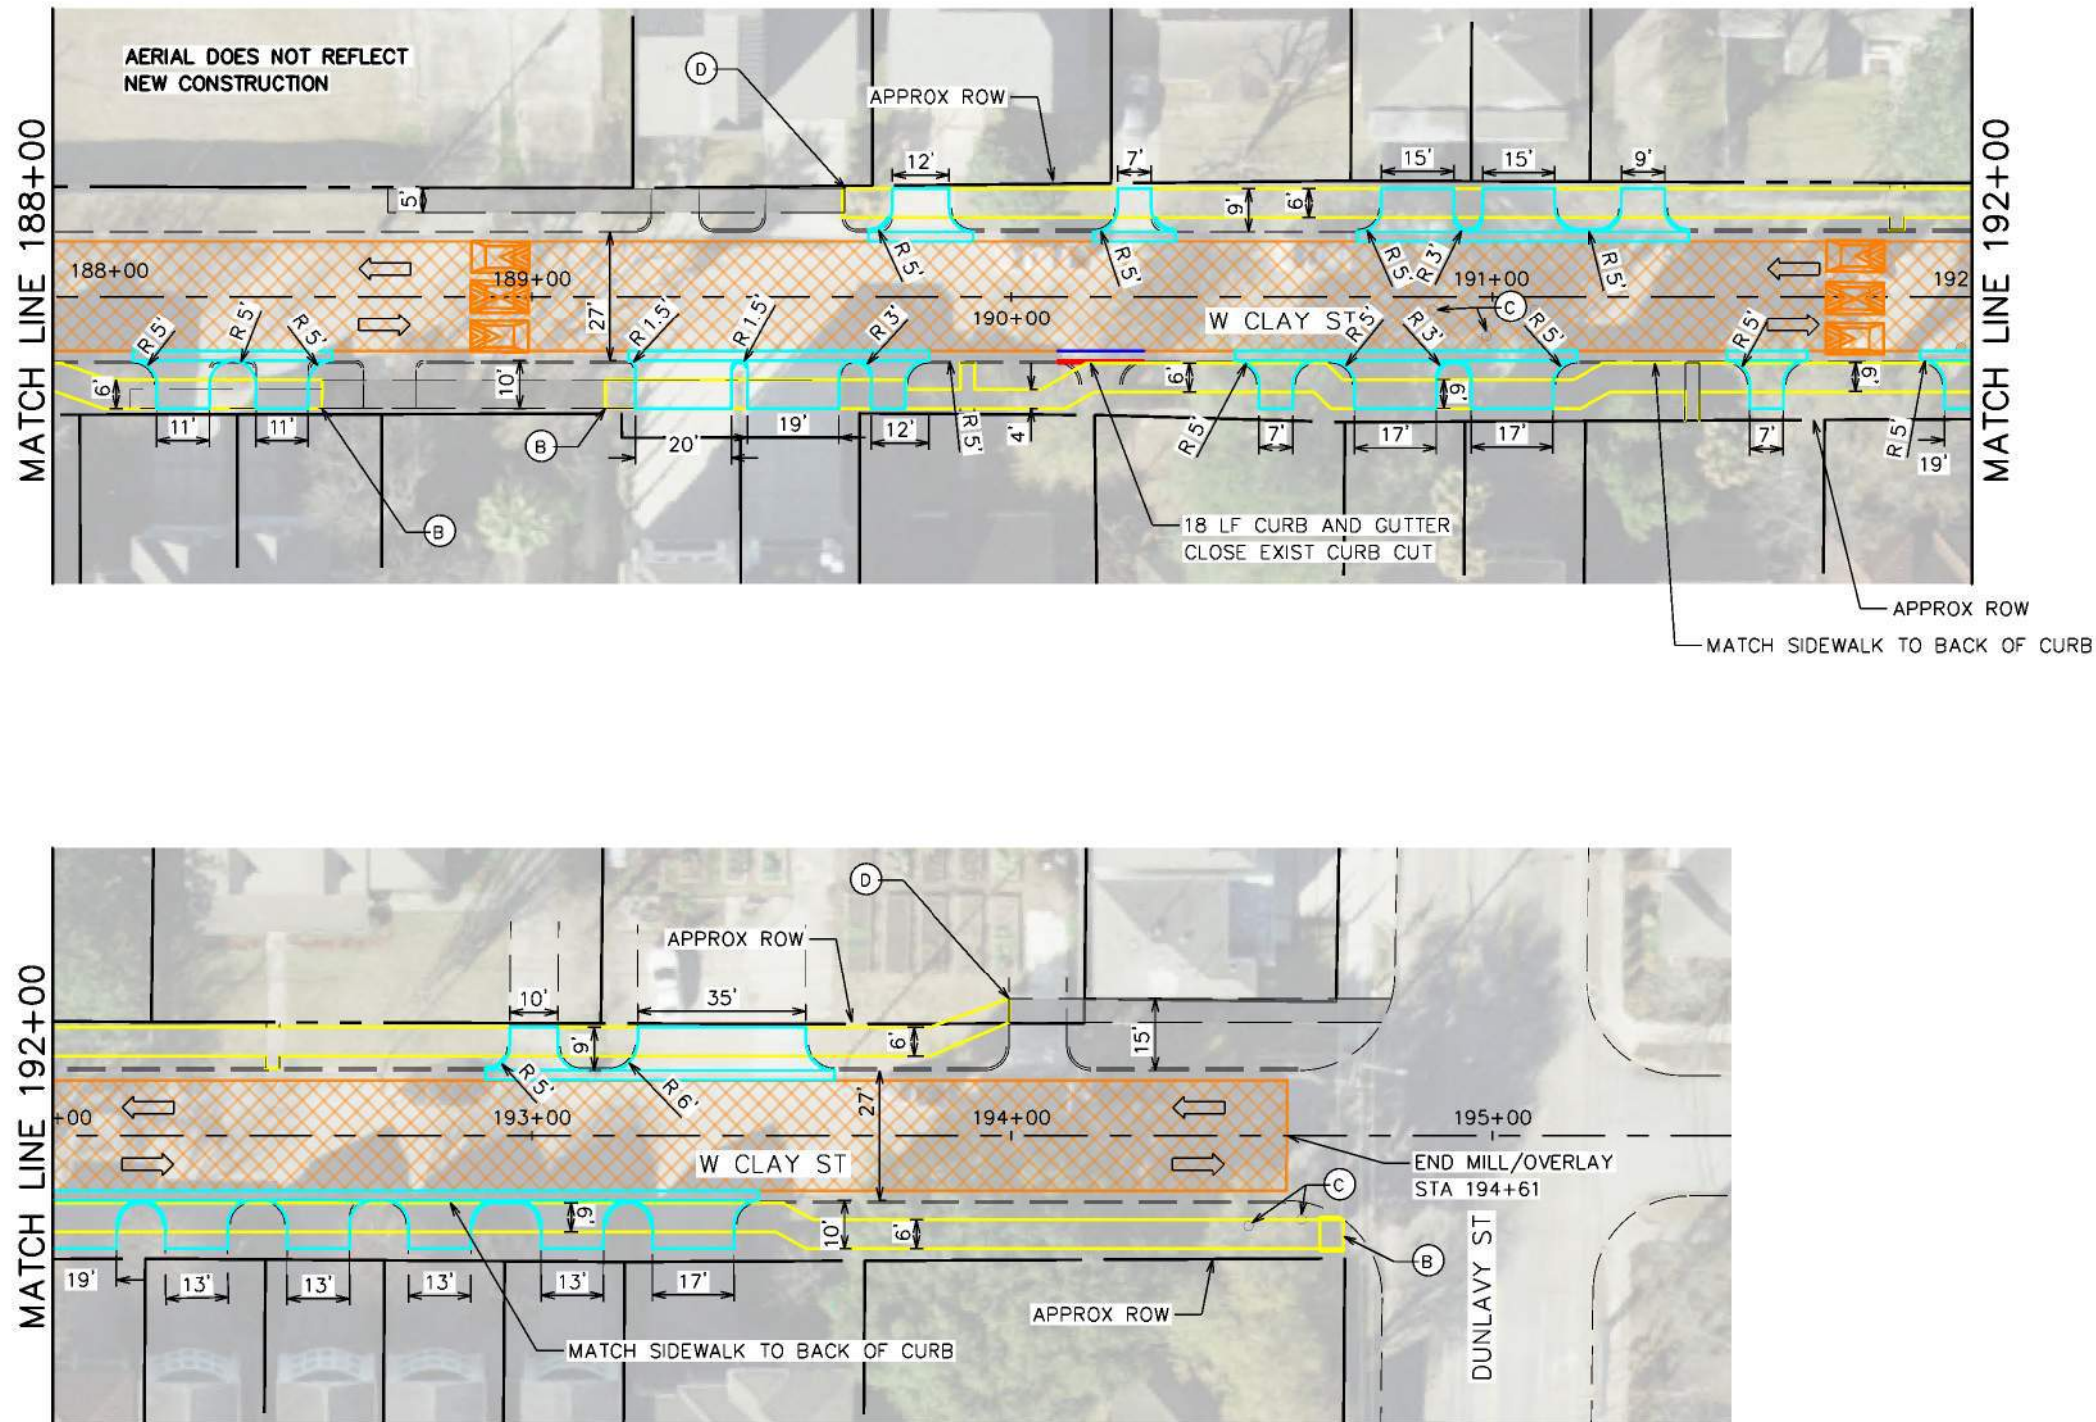 AERIAL DOES NOT REFLECT
NEW CONSTRUCTION
D
APPROX ROW
12'
7'
15'
15'
9'
MATCH LINE 188+00
MATCH LINE 192+00
5'
9'
6'
R 5'
R 5'
R 5'
R 3'
R 5'
188+00
189+00
190+00
191+00
192
27'
W CLAY ST
C
R 5'
R 5'
R 5'
R 1.5'
R 1.5'
R 3'
R 5'
R 3'
R 5'
R 5'
6'
10'
6'
6'
6'
11'
11'
B
20'
19'
12'
R 5'
4'
R 5'
7'
17'
17'
7'
R 5'
19'
B
18 LF CURB AND GUTTER
CLOSE EXIST CURB CUT
APPROX ROW
MATCH SIDEWALK TO BACK OF CURB
D
APPROX ROW
10'
35'
MATCH LINE 192+00
9'
6'
15'
R 5'
R 6'
27'
+00
193+00
194+00
195+00
W CLAY ST
END MILL/OVERLAY
STA 194+61
C
6'
10'
6'
B
19'
13'
13'
13'
13'
17'
APPROX ROW
DUNLAVY ST
MATCH SIDEWALK TO BACK OF CURB